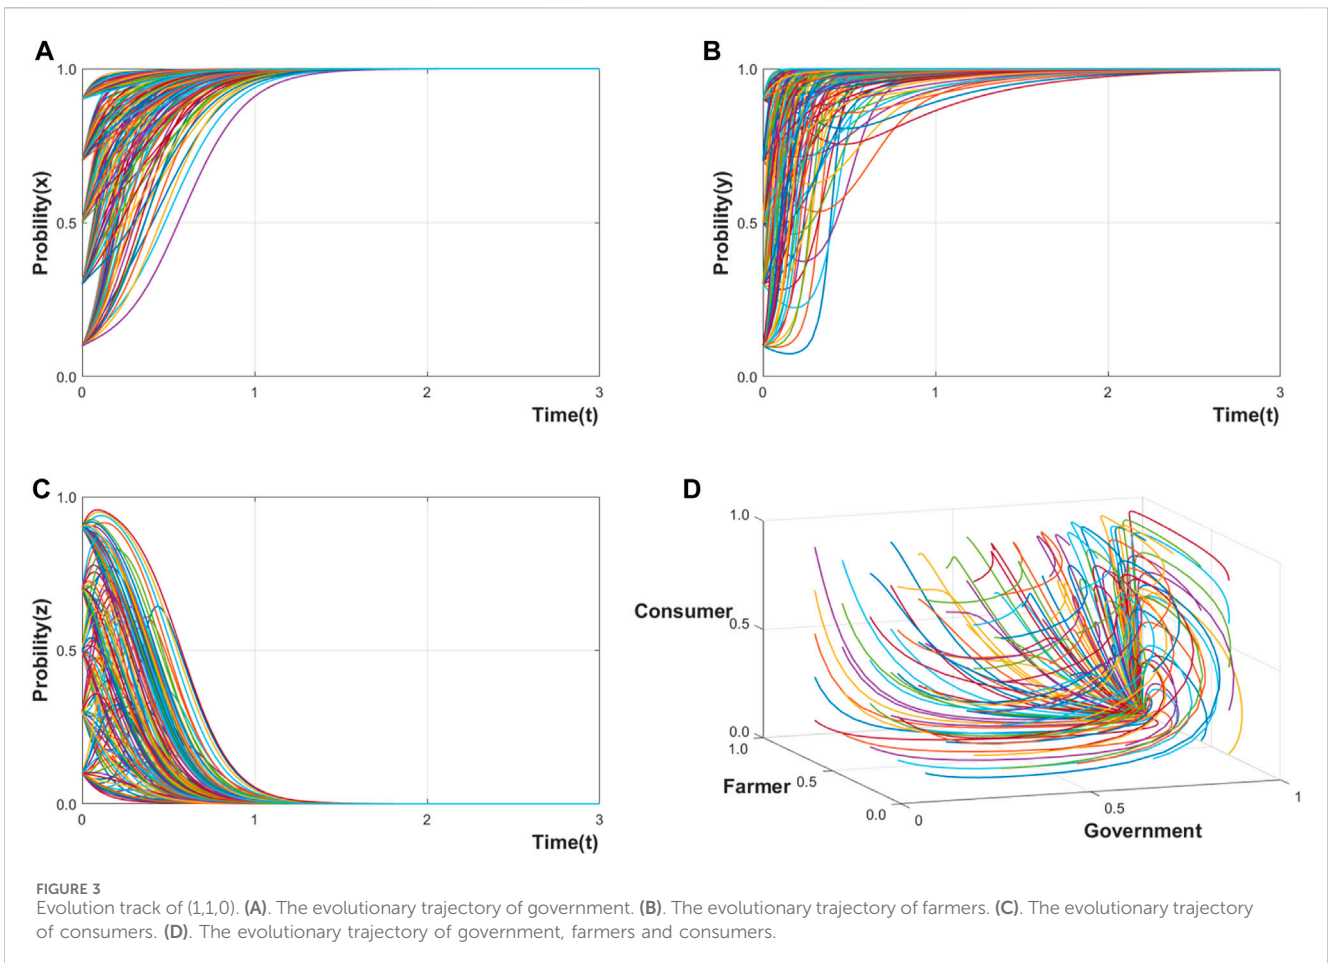 A
1.0
0.5
0.0
Probility(x)
0
1
2
3
Time(t)
B
1.0
0.5
0.0
Probility(y)
0
1
2
3
Time(t)
C
1.0
0.5
0.0
Probility(z)
0
1
2
3
Time(t)
D
1.0
Consumer
0.5
0.0
1.0
Farmer 0.5
0.0
0
0.5
1
Government
FIGURE 3
Evolution track of (1,1,0). (A). The evolutionary trajectory of government. (B). The evolutionary trajectory of farmers. (C). The evolutionary trajectory
of consumers. (D). The evolutionary trajectory of government, farmers and consumers.